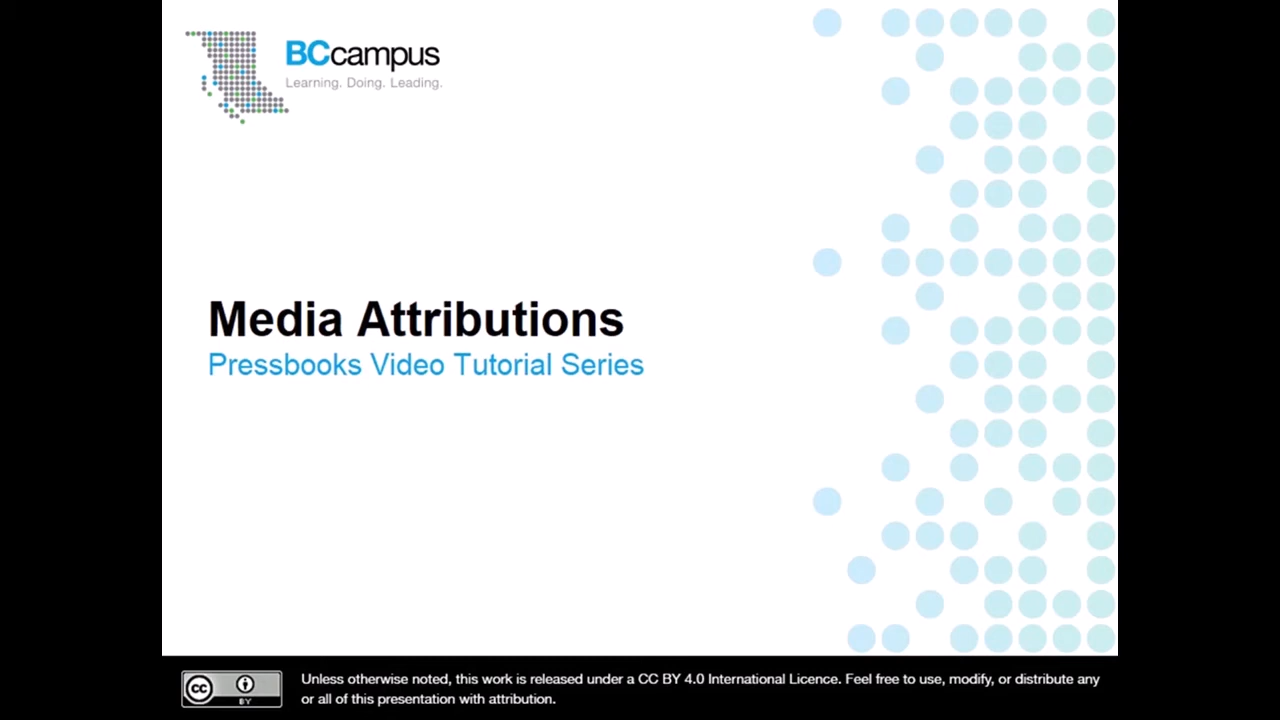 BCcampus
Learning. Doing. Leading.
Media Attributions
Pressbooks Video Tutorial Series
cc
BY
Unless otherwise noted, this work is released under a CC BY 4.0 International Licence. Feel free to use, modify, or distribute any
or all of this presentation with attribution.